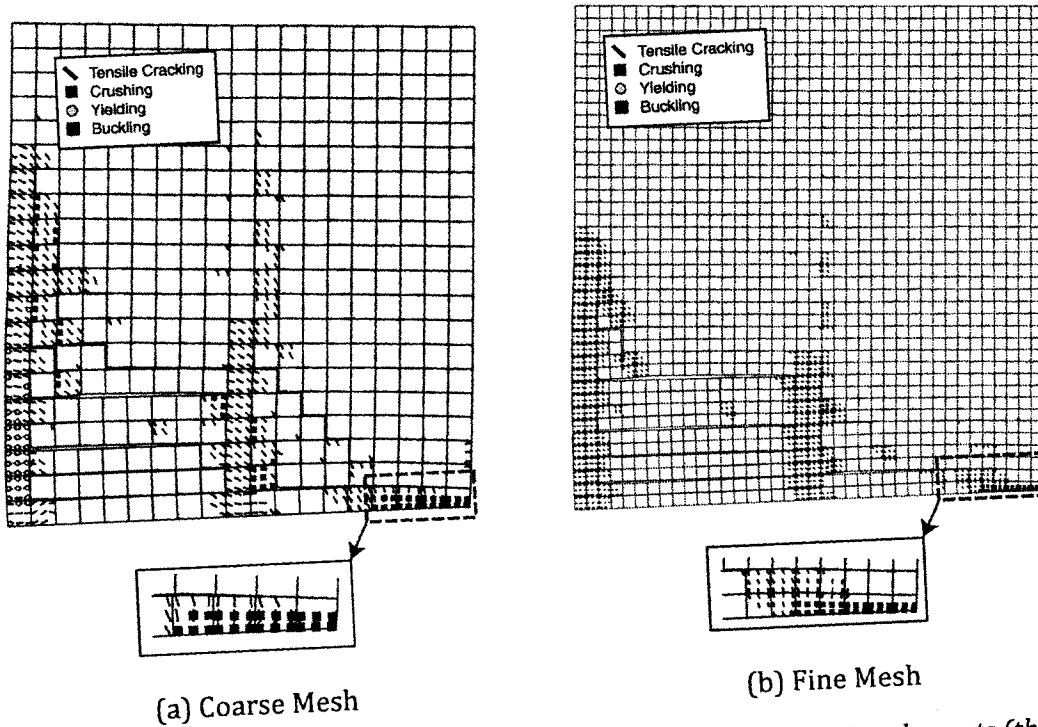 Tensile Cracking
Crushing
Yielding
Buckling
Tensile Cracking
Crushing
Yielding
Buckling
(a) Coarse Mesh
(b) Fine Mesh